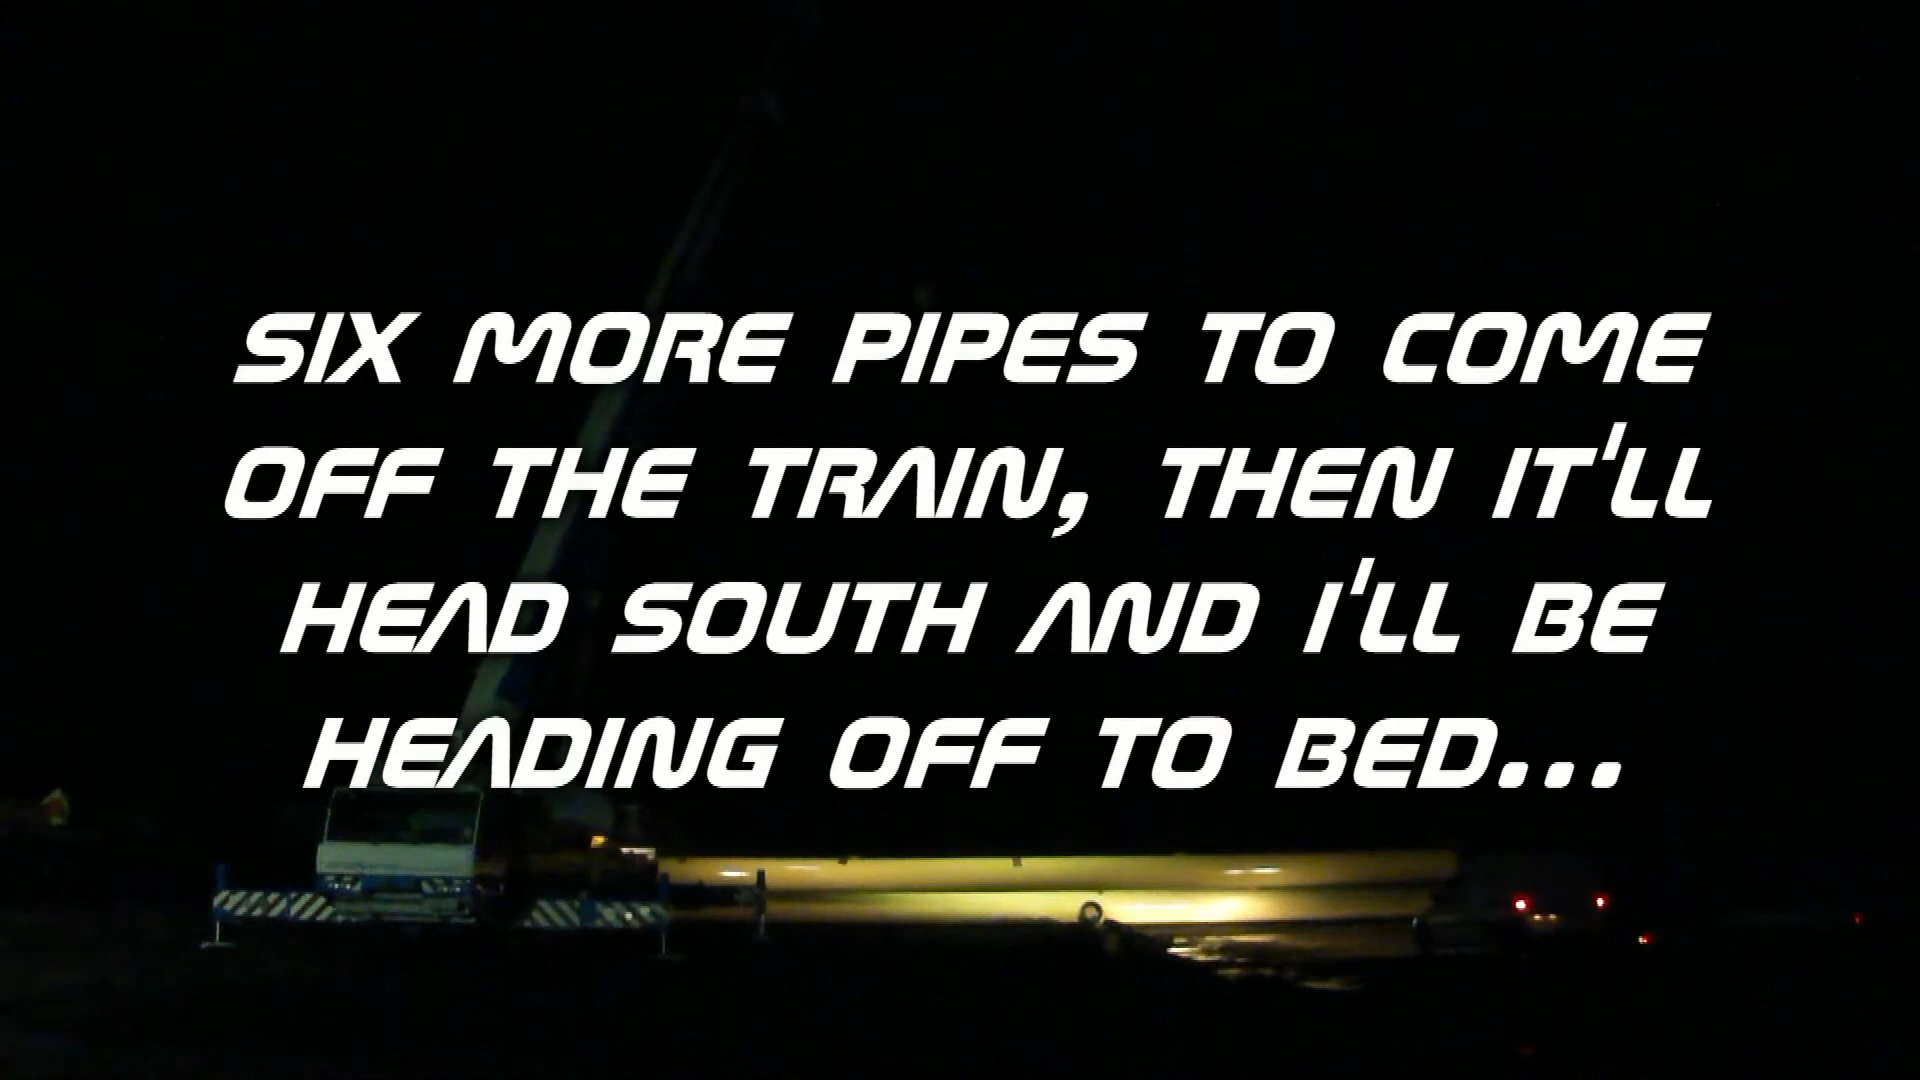 SIX MORE PIPES TO COME
OFF THE TRAIN, THEN IT'LL
HEAD SOUTH AND I'LL BE
HEADING OFF TO BED...